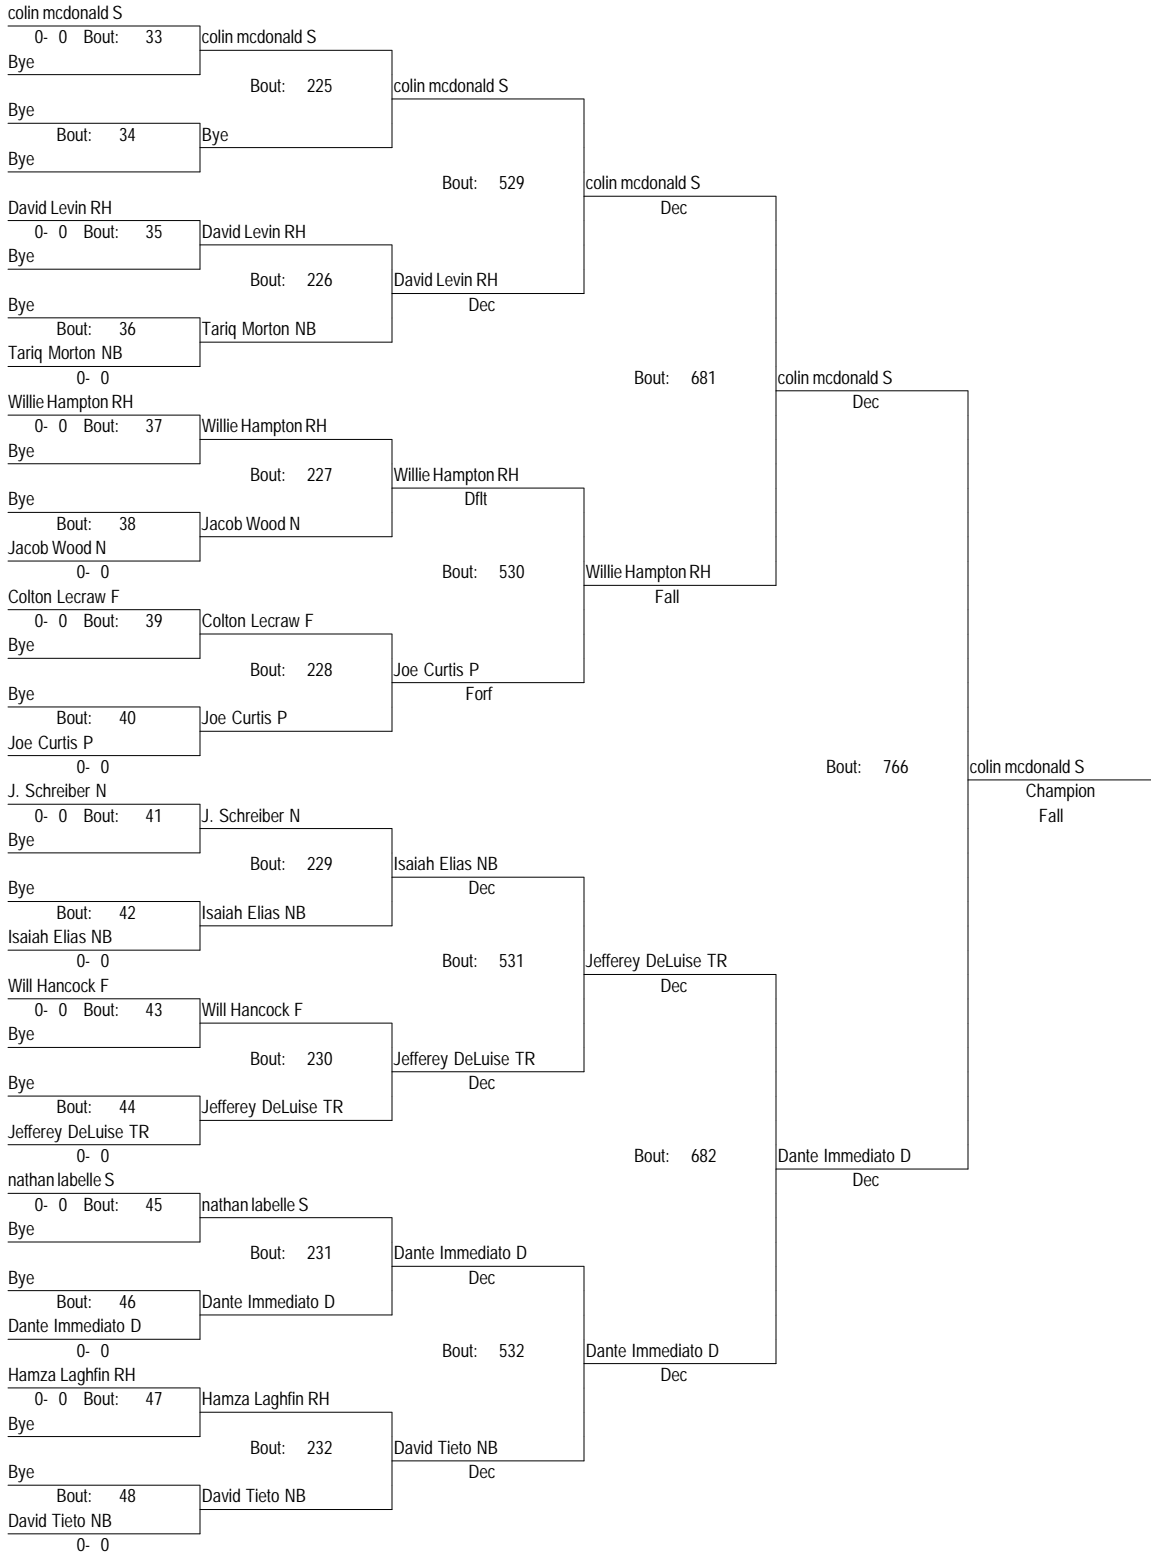 colin mcdonald S
0- 0 Bout: 33 colin mcdonald S
Bye
Bout: 225 colin mcdonald S
Bye
Bout: 34 Bye
Bye
Bout: 529 colin mcdonald S
Dec
David Levin RH
0- 0 Bout: 35 David Levin RH
Bye
Bout: 226 David Levin RH
Bye Dec
Bout: 36 Tariq Morton NB
Tariq Morton NB
0- 0 Bout: 681 colin mcdonald S
Willie Hampton RH Dec
0- 0 Bout: 37 Willie Hampton RH
Bye
Bout: 227 Willie Hampton RH
Bye Dflt
Bout: 38 Jacob Wood N
Jacob Wood N
0- 0 Bout: 530 Willie Hampton RH
Colton Lecraw F Fall
0- 0 Bout: 39 Colton Lecraw F
Bye
Bout: 228 Joe Curtis P
Bye Forf
Bout: 40 Joe Curtis P
Joe Curtis P
0- 0 Bout: 766 colin mcdonald S
J. Schreiber N Champion
0- 0 Bout: 41 J. Schreiber N Fall
Bye
Bout: 229 Isaiah Elias NB
Bye Dec
Bout: 42 Isaiah Elias NB
Isaiah Elias NB
0- 0 Bout: 531 Jefferey DeLuise TR
Will Hancock F Dec
0- 0 Bout: 43 Will Hancock F
Bye
Bout: 230 Jefferey DeLuise TR
Bye Dec
Bout: 44 Jefferey DeLuise TR
Jefferey DeLuise TR
0- 0 Bout: 682 Dante Immediato D
nathan labelle S Dec
0- 0 Bout: 45 nathan labelle S
Bye
Bout: 231 Dante Immediato D
Bye Dec
Bout: 46 Dante Immediato D
Dante Immediato D
0- 0 Bout: 532 Dante Immediato D
Hamza Laghfin RH Dec
0- 0 Bout: 47 Hamza Laghfin RH
Bye
Bout: 232 David Tieto NB
Bye Dec
Bout: 48 David Tieto NB
David Tieto NB
0- 0